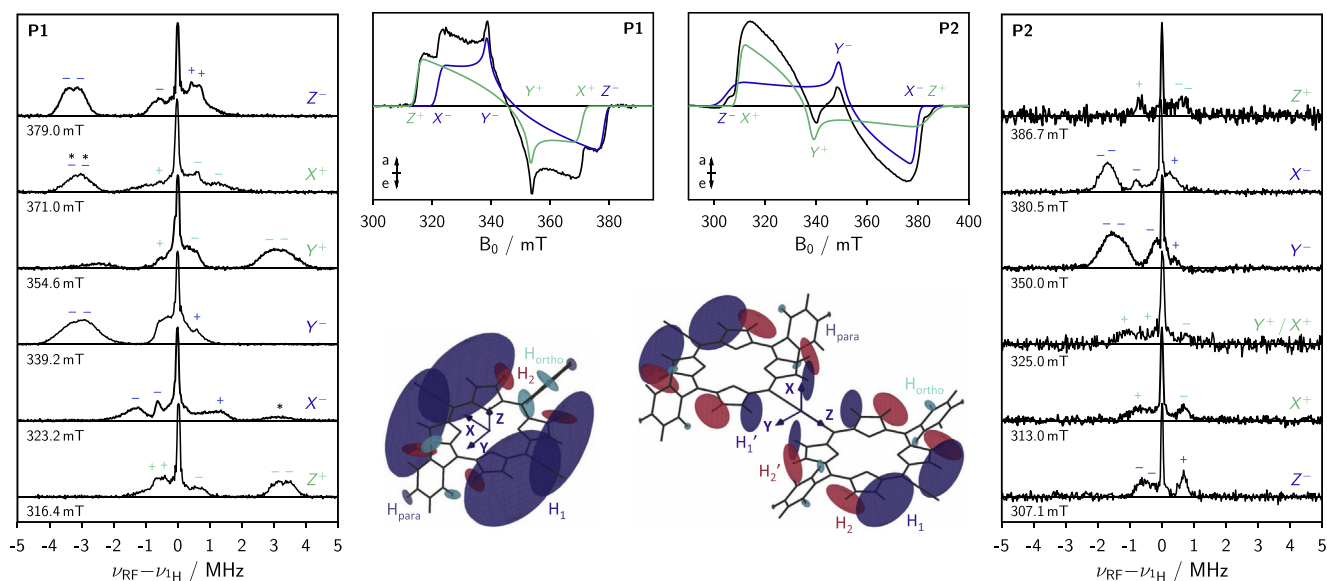 P1
− −
−
+ +
Z⁻
379.0 mT
* *
− −
+
−
−
X⁺
371.0 mT
+
−
− −
Y⁺
354.6 mT
− −
+
Y⁻
339.2 mT
−
−
+
*
X⁻
323.2 mT
+ +
−
− −
Z⁺
316.4 mT
-5 -4 -3 -2 -1 0 1 2 3 4 5
νRF−ν1H / MHz
P1
Y⁺
X⁺
Z⁺ X⁻ Y⁻ Z⁻
a
e
300 320 340 360 380
B₀ / mT
P2
Y⁻
X⁻ Z⁺
Z⁻ X⁺
Y⁺
a
e
300 320 340 360 380 400
B₀ / mT
Hortho
H₂
X
Z
Y
Hpara
H₁
Hpara
Hortho
X
Y
Z
H₁'
H₂'
H₂
H₁
P2
+
− −
Z⁺
386.7 mT
− −
−
+
X⁻
380.5 mT
− −
−
+
Y⁻
350.0 mT
+
+
−
Y⁺/X⁺
325.0 mT
+
−
X⁺
313.0 mT
−
−
+
Z⁻
307.1 mT
-5 -4 -3 -2 -1 0 1 2 3 4 5
νRF−ν1H / MHz